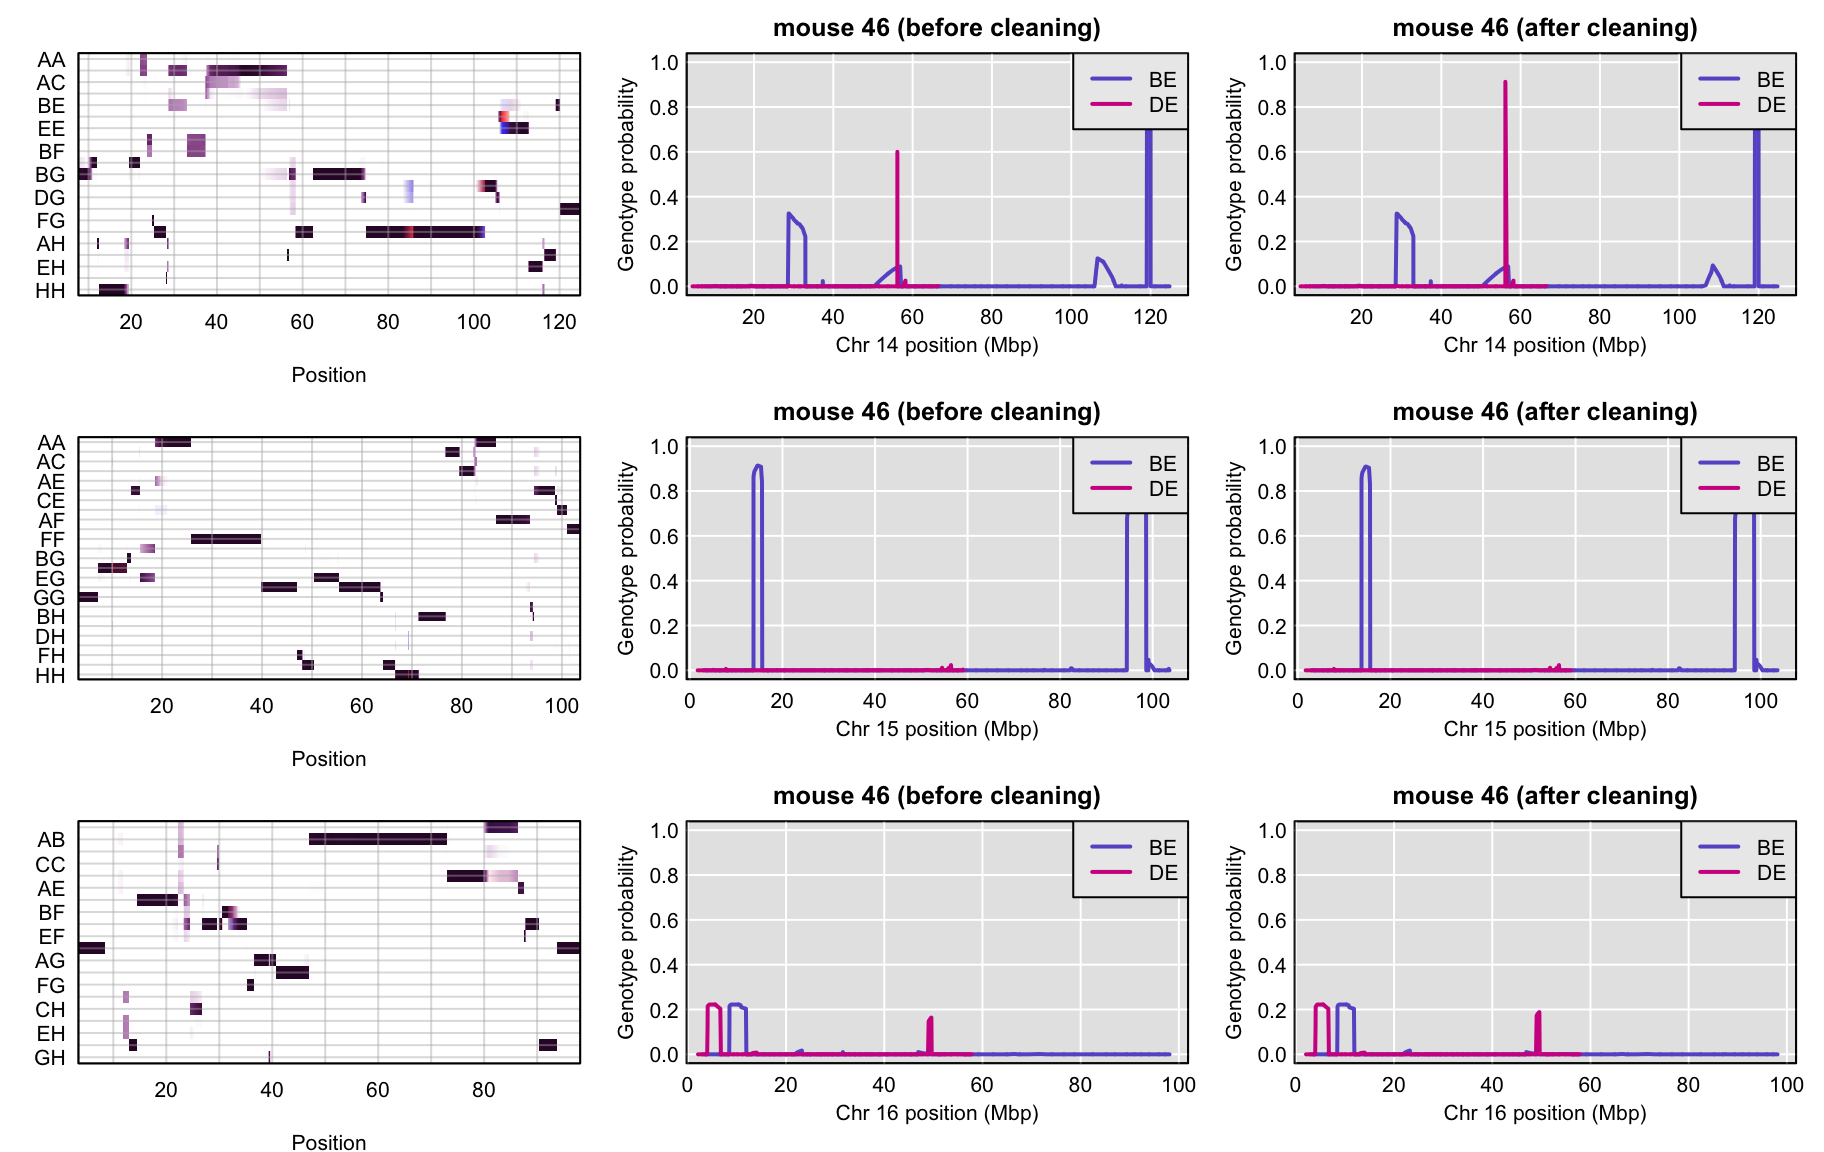 mouse 46 (before cleaning)
mouse 46 (after cleaning)
AA
AC
BE
EE
BF
BG
DG
FG
AH
EH
HH
20 40 60 80 100 120
Position
Genotype probability
1.0
0.8
0.6
0.4
0.2
0.0
BE
DE
20 40 60 80 100 120
Chr 14 position (Mbp)
Genotype probability
1.0
0.8
0.6
0.4
0.2
0.0
BE
DE
20 40 60 80 100 120
Chr 14 position (Mbp)
mouse 46 (before cleaning)
mouse 46 (after cleaning)
AA
AC
AE
CE
AF
FF
BG
EG
GG
BH
DH
FH
HH
20 40 60 80 100
Position
Genotype probability
1.0
0.8
0.6
0.4
0.2
0.0
BE
DE
0 20 40 60 80 100
Chr 15 position (Mbp)
Genotype probability
1.0
0.8
0.6
0.4
0.2
0.0
BE
DE
0 20 40 60 80 100
Chr 15 position (Mbp)
mouse 46 (before cleaning)
mouse 46 (after cleaning)
AB
CC
AE
BF
EF
AG
FG
CH
EH
GH
20 40 60 80
Position
Genotype probability
1.0
0.8
0.6
0.4
0.2
0.0
BE
DE
0 20 40 60 80 100
Chr 16 position (Mbp)
Genotype probability
1.0
0.8
0.6
0.4
0.2
0.0
BE
DE
0 20 40 60 80 100
Chr 16 position (Mbp)